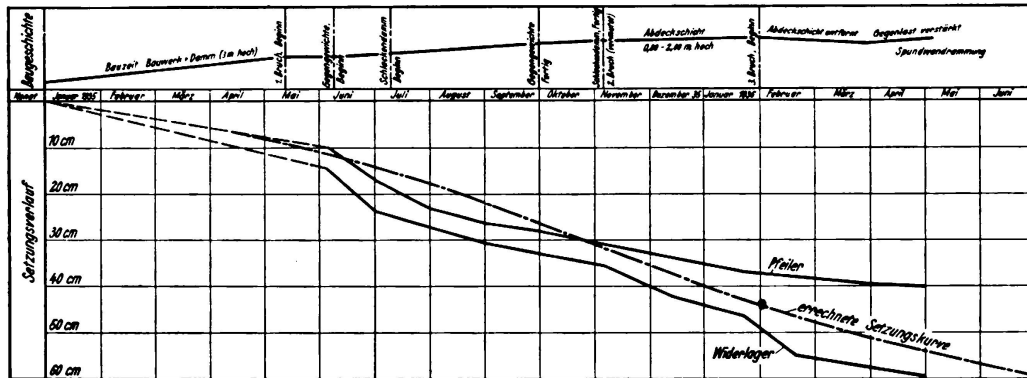 Baugeschichte
Bauzeit Bauwerk + Damm (1 m hoch)
1. Bruch, Beginn
Gegengewichte, Beginn
Schlackendamm Beginn
Gegengewichte Fertig
Schlackendamm, Fertig
2. Bruch (vermutet)
Abdeckschicht
0,00 - 2,00 m hoch
3. Bruch, Beginn
Abdeckschicht entfernt
Gegenlast verstärkt
Spundwandrammung
Monat Januar 1935 Februar März April Mai Juni Juli August September Oktober November Dezember 35 Januar 1936 Februar März April Mai Juni
Setzungsverlauf
10 cm
20 cm
30 cm
40 cm
50 cm
60 cm
Pfeiler
errechnete Setzungskurve
Widerlager